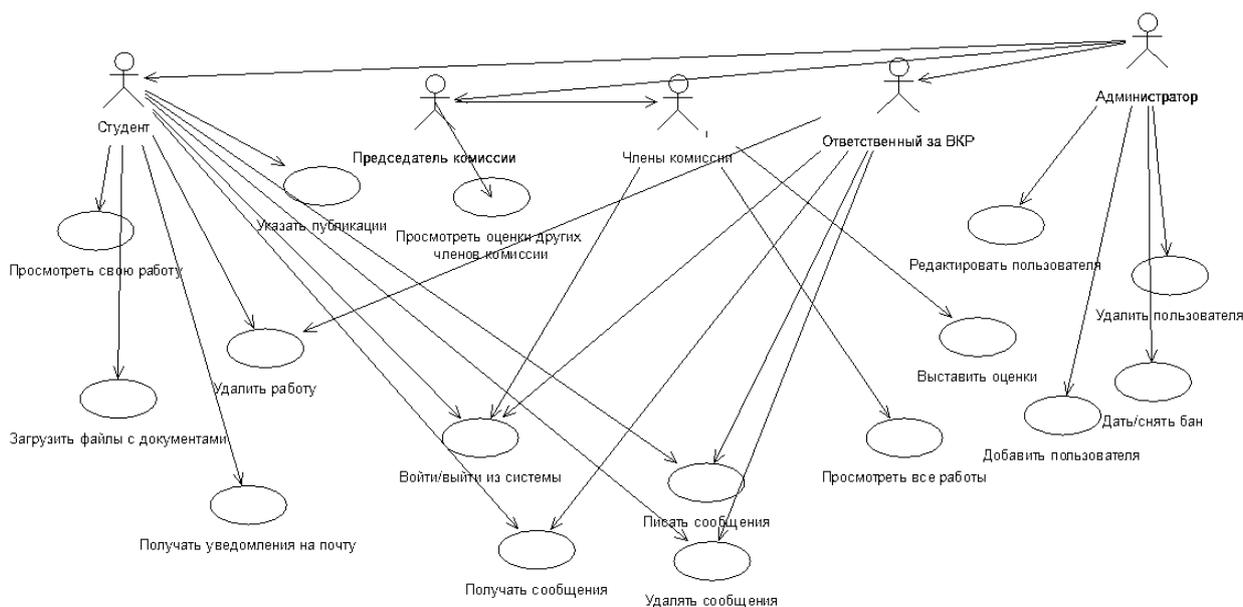 Администратор
Студент
Ответственный за ВКР
Председатель комиссии
Члены комиссии
Указать публикации
Просмотреть оценки других
членов комиссии
Просмотреть свою работу
Редактировать пользователя
Удалить пользователя
Удалить работу
Выставить оценки
Дать/снять бан
Загрузить файлы с документами
Добавить пользователя
Войти/выйти из системы
Просмотреть все работы
Писать сообщения
Получать уведомления на почту
Получать сообщения
Удалять сообщения